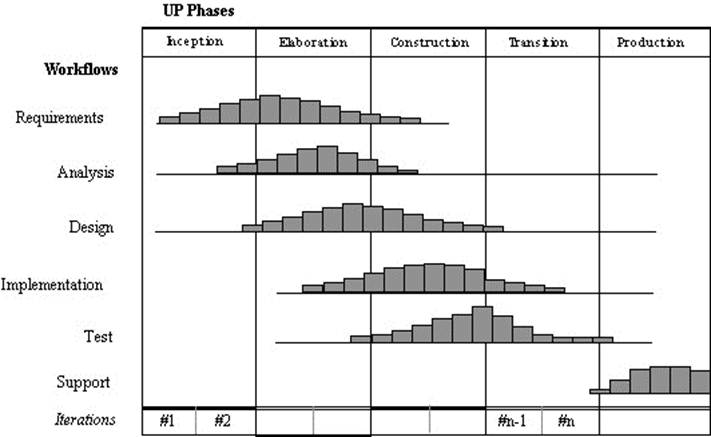 UP Phases
Inception Elaboration Construction Transition Production
Workflows
Requirements
Analysis
Design
Implementation
Test
Support
Iterations #1 #2 #n-1 #n